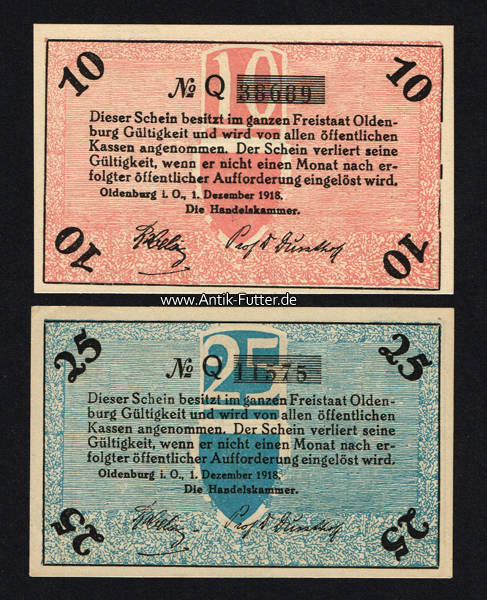 10 10
10
№ Q 38689
Dieser Schein besitzt im ganzen Freistaat Olden-
burg Gültigkeit und wird von allen öffentlichen
Kassen angenommen. Der Schein verliert seine
Gültigkeit, wenn er nicht einen Monat nach er-
folgter öffentlicher Aufforderung eingelöst wird.
Oldenburg i. O., 1. Dezember 1918.
Die Handelskammer.
10 10
www.Antik-Futter.de
25 25
25
№ Q 11575
Dieser Schein besitzt im ganzen Freistaat Olden-
burg Gültigkeit und wird von allen öffentlichen
Kassen angenommen. Der Schein verliert seine
Gültigkeit, wenn er nicht einen Monat nach er-
folgter öffentlicher Aufforderung eingelöst wird.
Oldenburg i. O., 1. Dezember 1918.
Die Handelskammer.
25 25